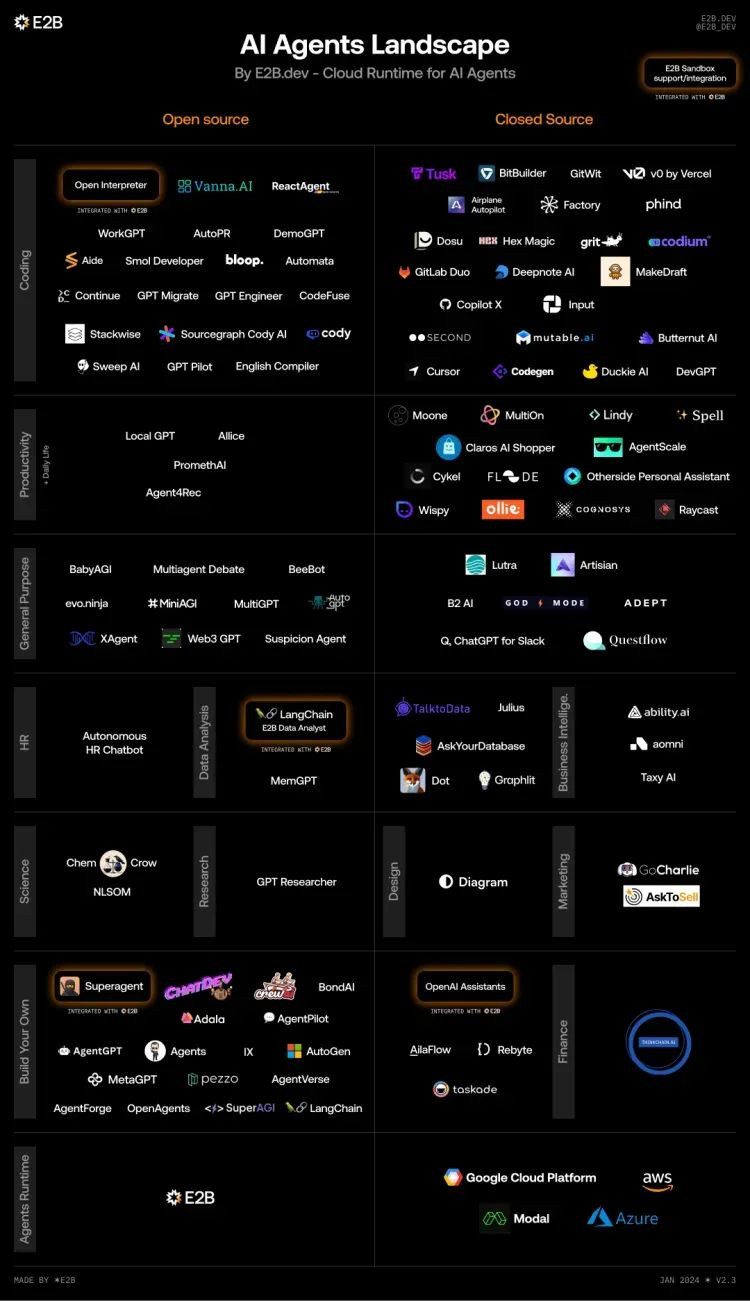 E2B
E2B.DEV
@E2B_DEV
AI Agents Landscape
By E2B.dev - Cloud Runtime for AI Agents
E2B Sandbox
support/integration
INTEGRATED WITH E2B
Open source
Closed Source
Coding
Open Interpreter
INTEGRATED WITH E2B
Vanna.AI
ReactAgent
WorkGPT
AutoPR
DemoGPT
Aide
Smol Developer
bloop.
Automata
Continue
GPT Migrate
GPT Engineer
CodeFuse
Stackwise
Sourcegraph Cody AI
cody
Sweep AI
GPT Pilot
English Compiler
Tusk
BitBuilder
GitWit
v0 by Vercel
Airplane
Autopilot
Factory
phind
Dosu
HEX Hex Magic
grit
codium
GitLab Duo
Deepnote AI
MakeDraft
Copilot X
Input
SECOND
mutable.ai
Butternut AI
Cursor
Codegen
Duckie AI
DevGPT
Productivity
+ Daily Life
Local GPT
Allice
PromethAI
Agent4Rec
Moone
MultiOn
Lindy
Spell
Claros AI Shopper
AgentScale
Cykel
FLODE
Otherside Personal Assistant
Wispy
ollie
COGNOSYS
Raycast
General Purpose
BabyAGI
Multiagent Debate
BeeBot
evo.ninja
#MiniAGI
MultiGPT
Auto
gpt
XAgent
Web3 GPT
Suspicion Agent
Lutra
Artisian
B2 AI
GOD MODE
ADEPT
Q, ChatGPT for Slack
Questflow
HR
Autonomous
HR Chatbot
Data Analysis
LangChain
E2B Data Analyst
INTEGRATED WITH E2B
MemGPT
TalktoData
Julius
AskYourDatabase
Dot
Graphlit
Business Intellige.
ability.ai
aomni
Taxy AI
Science
Chem Crow
NLSOM
Research
GPT Researcher
Design
Diagram
Marketing
GoCharlie
AskToSell
Build Your Own
Superagent
INTEGRATED WITH E2B
CHATDEV
crew
BondAI
Adala
AgentPilot
AgentGPT
Agents
IX
AutoGen
MetaGPT
pezzo
AgentVerse
AgentForge
OpenAgents
SuperAGI
LangChain
OpenAI Assistants
INTEGRATED WITH E2B
AilaFlow
Rebyte
taskade
Finance
THINKCHAIN.AI
Agents Runtime
E2B
Google Cloud Platform
aws
Modal
Azure
MADE BY ✶E2B
JAN 2024 ✶ V2.3